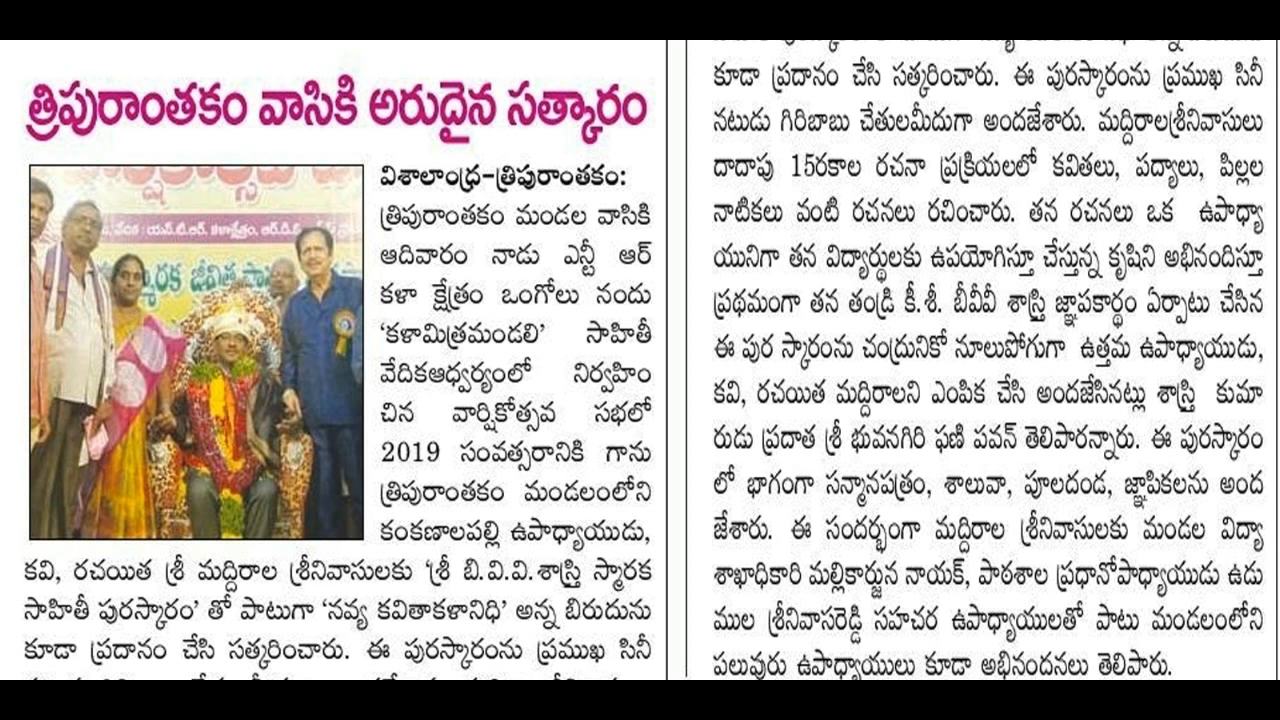 త్రిపురాంతకం వాసికి అరుదైన సత్కారం
విశాలాంధ్ర-త్రిపురాంతకం:
త్రిపురాంతకం మండల వాసికి
ఆదివారం నాడు ఎన్టీ ఆర్
కళా క్షేత్రం ఒంగోలు నందు
‘కళామిత్రమండలి’ సాహితీ
వేదికఆధ్వర్యంలో నిర్వహిం
చిన వార్షికోత్సవ సభలో
2019 సంవత్సరానికి గాను
త్రిపురాంతకం మండలంలోని
కంకణాలపల్లి ఉపాధ్యాయుడు,
కవి, రచయిత శ్రీ మద్దిరాల శ్రీనివాసులకు ‘శ్రీ బి.వి.వి.శాస్త్రి స్మారక
సాహితీ పురస్కారం’ తో పాటుగా ‘నవ్య కవితాకళానిధి’ అన్న బిరుదును
కూడా ప్రదానం చేసి సత్కరించారు. ఈ పురస్కారంను ప్రముఖ సినీ
కూడా ప్రదానం చేసి సత్కరించారు. ఈ పురస్కారంను ప్రముఖ సినీ
నటుడు గిరిబాబు చేతులమీదుగా అందజేశారు. మద్దిరాలశ్రీనివాసులు
దాదాపు 15రకాల రచనా ప్రక్రియలలో కవితలు, పద్యాలు, పిల్లల
నాటికలు వంటి రచనలు రచించారు. తన రచనలు ఒక ఉపాధ్యా
యునిగా తన విద్యార్థులకు ఉపయోగిస్తూ చేస్తున్న కృషిని అభినందిస్తూ
ప్రథమంగా తన తండ్రి కీ.శే. బీవీవీ శాస్త్రి జ్ఞాపకార్థం ఏర్పాటు చేసిన
ఈ పుర స్కారంను చంద్రునికో నూలుపోగుగా ఉత్తమ ఉపాధ్యాయుడు,
కవి, రచయిత మద్దిరాలని ఎంపిక చేసి అందజేసినట్లు శాస్త్రి కుమా
రుడు ప్రదాత శ్రీ భువనగిరి ఫణి పవన్ తెలిపారన్నారు. ఈ పురస్కారం
లో భాగంగా సన్మానపత్రం, శాలువా, పూలదండ, జ్ఞాపికలను అంద
జేశారు. ఈ సందర్భంగా మద్దిరాల శ్రీనివాసులకు మండల విద్యా
శాఖాధికారి మల్లికార్జున నాయక్, పాఠశాల ప్రధానోపాధ్యాయుడు ఉడు
ముల శ్రీనివాసరెడ్డి సహచర ఉపాధ్యాయులతో పాటు మండలంలోని
పలువురు ఉపాధ్యాయులు కూడా అభినందనలు తెలిపారు.